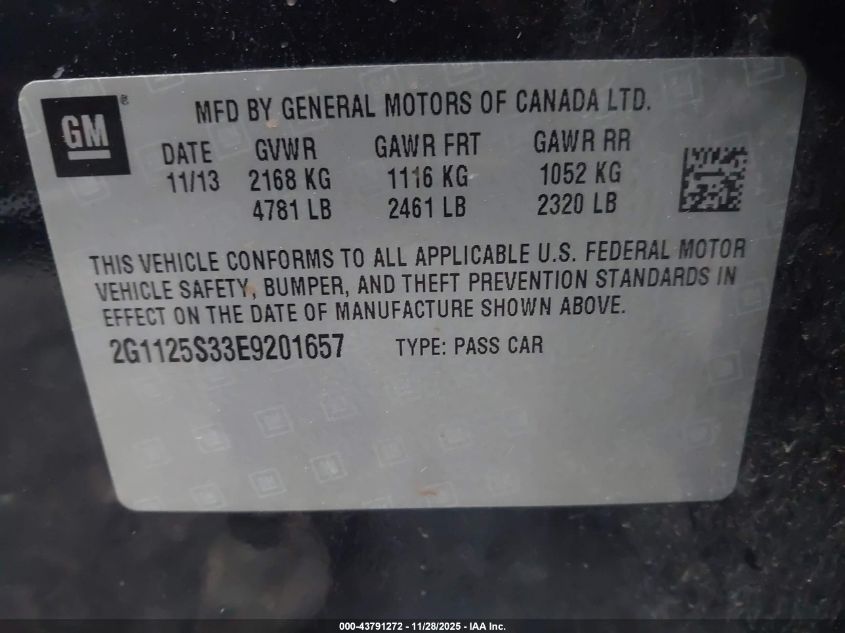 GM®
MFD BY GENERAL MOTORS OF CANADA LTD.
DATE GVWR GAWR FRT GAWR RR
11/13 2168 KG 1116 KG 1052 KG
4781 LB 2461 LB 2320 LB
THIS VEHICLE CONFORMS TO ALL APPLICABLE U.S. FEDERAL MOTOR
VEHICLE SAFETY, BUMPER, AND THEFT PREVENTION STANDARDS IN
EFFECT ON THE DATE OF MANUFACTURE SHOWN ABOVE.
2G1125S33E9201657 TYPE: PASS CAR
000-43791272 — 11/28/2025 - IAA Inc.